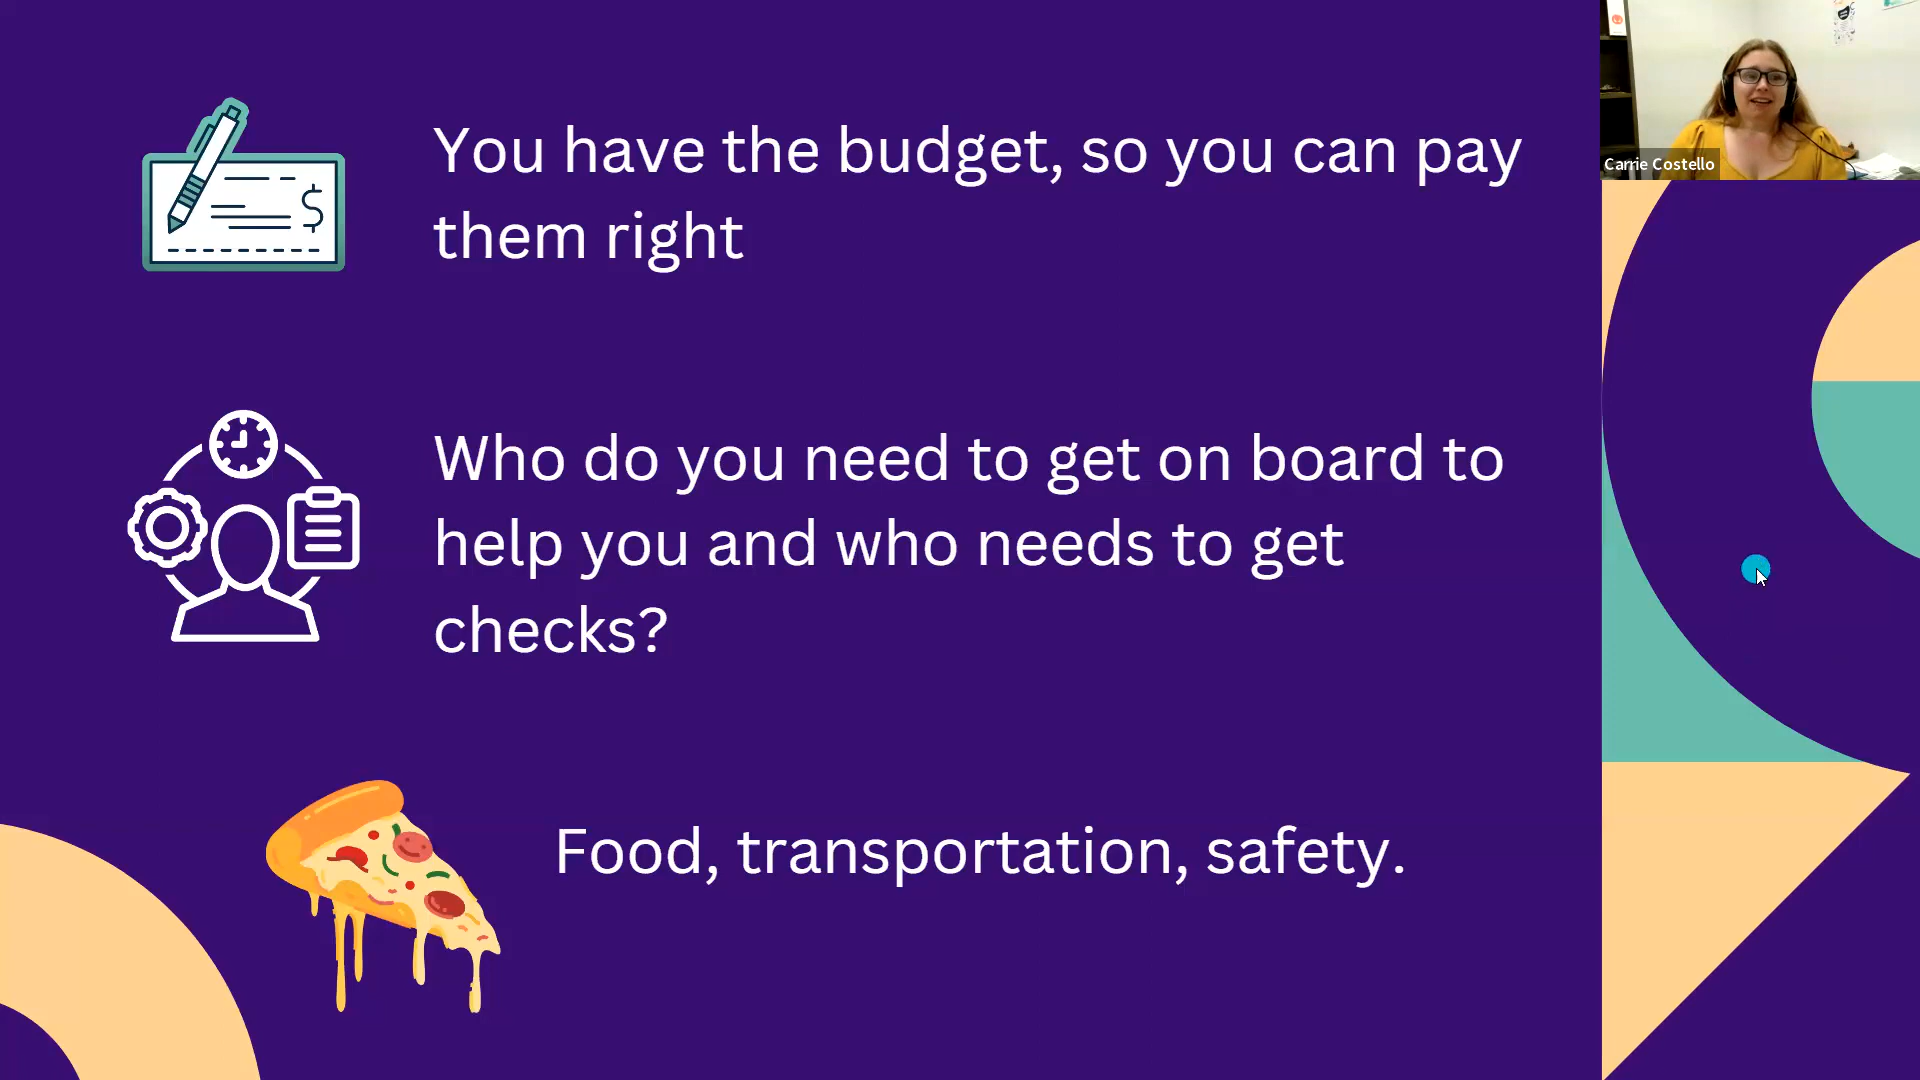 You have the budget, so you can pay
them right
Carrie Costello
$
Who do you need to get on board to
help you and who needs to get
checks?
Food, transportation, safety.